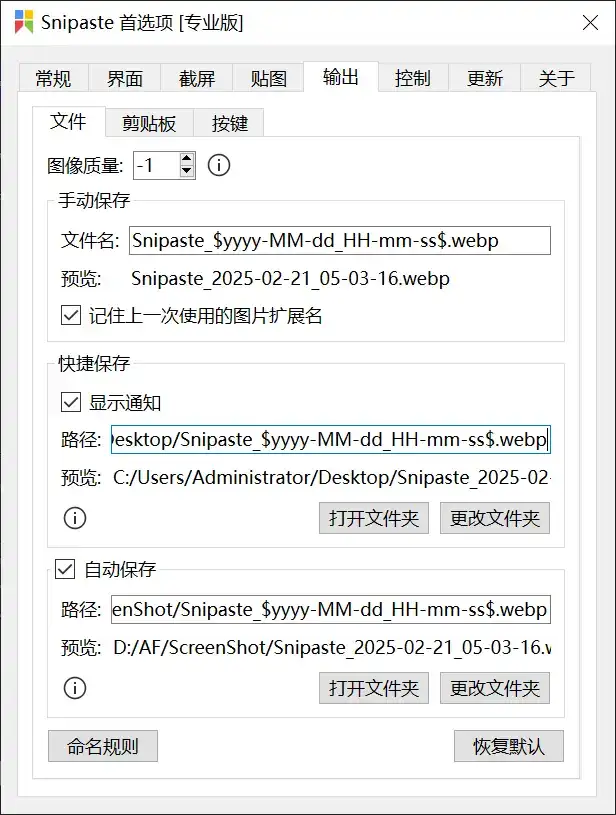 Snipaste 首选项 [专业版]
常规 界面 截屏 贴图 输出 控制 更新 关于
文件 剪贴板 按键
图像质量: -1
手动保存
文件名: Snipaste_$yyyy-MM-dd_HH-mm-ss$.webp
预览: Snipaste_2025-02-21_05-03-16.webp
记住上一次使用的图片扩展名
快捷保存
显示通知
路径: Desktop/Snipaste_$yyyy-MM-dd_HH-mm-ss$.webp
预览: C:/Users/Administrator/Desktop/Snipaste_2025-02-
打开文件夹 更改文件夹
自动保存
路径: enShot/Snipaste_$yyyy-MM-dd_HH-mm-ss$.webp
预览: D:/AF/ScreenShot/Snipaste_2025-02-21_05-03-16.w
打开文件夹 更改文件夹
命名规则 恢复默认